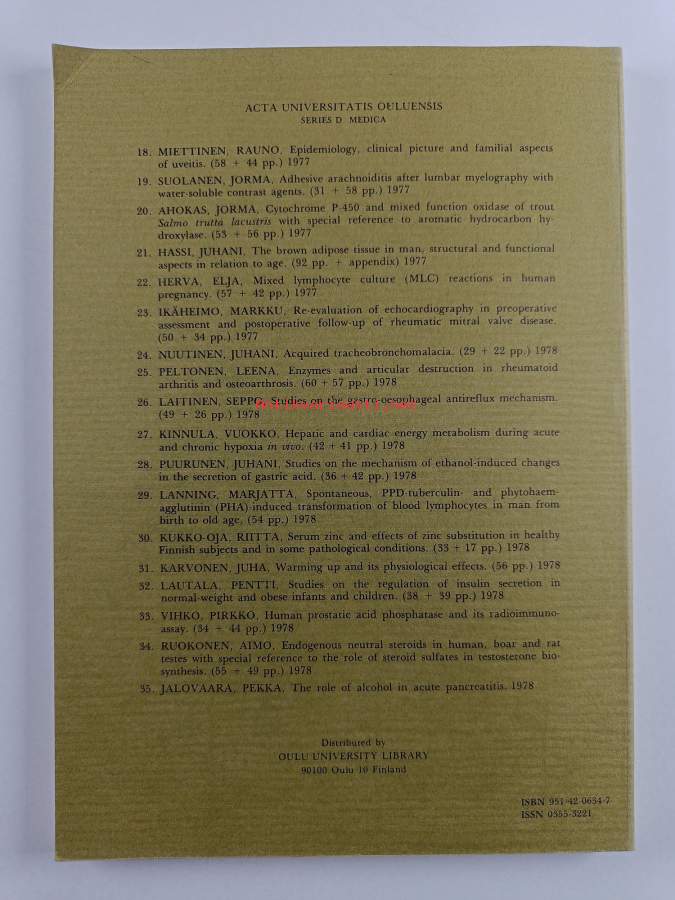 ACTA UNIVERSITATIS OULUENSIS
SERIES D MEDICA
18. MIETTINEN, RAUNO, Epidemiology, clinical picture and familial aspects
of uveitis. (58 + 44 pp.) 1977
19. SUOLANEN, JORMA, Adhesive arachnoiditis after lumbar myelography with
water-soluble contrast agents. (31 + 58 pp.) 1977
20. AHOKAS, JORMA, Cytochrome P-450 and mixed function oxidase of trout
Salmo trutta lacustris with special reference to aromatic hydrocarbon hy-
droxylase. (53 + 56 pp.) 1977
21. HASSI, JUHANI, The brown adipose tissue in man, structural and functional
aspects in relation to age. (92 pp. + appendix) 1977
22. HERVA, ELJA, Mixed lymphocyte culture (MLC) reactions in human
pregnancy. (57 + 42 pp.) 1977
23. IKÄHEIMO, MARKKU, Re-evaluation of echocardiography in preoperative
assessment and postoperative follow-up of rheumatic mitral valve disease.
(50 + 34 pp.) 1977
24. NUUTINEN, JUHANI, Acquired tracheobronchomalacia. (29 + 22 pp.) 1978
25. PELTONEN, LEENA, Enzymes and articular destruction in rheumatoid
arthritis and osteoarthrosis. (60 + 57 pp.) 1978
26. LAITINEN, SEPPO, Studies on the gastro-oesophageal antireflux mechanism.
(49 + 26 pp.) 1978
27. KINNULA, VUOKKO, Hepatic and cardiac energy metabolism during acute
and chronic hypoxia in vivo. (42 + 41 pp.) 1978
28. PUURUNEN, JUHANI, Studies on the mechanism of ethanol-induced changes
in the secretion of gastric acid. (36 + 42 pp.) 1978
29. LANNING, MARJATTA, Spontaneous, PPD-tuberculin- and phytohaem-
agglutinin (PHA)-induced transformation of blood lymphocytes in man from
birth to old age. (54 pp.) 1978
30. KUKKO-OJA, RIITTA, Serum zinc and effects of zinc substitution in healthy
Finnish subjects and in some pathological conditions. (33 + 17 pp.) 1978
31. KARVONEN, JUHA, Warming up and its physiological effects. (56 pp.) 1978
32. LAUTALA, PENTTI, Studies on the regulation of insulin secretion in
normal-weight and obese infants and children. (38 + 39 pp.) 1978
33. VIHKO, PIRKKO, Human prostatic acid phosphatase and its radioimmuno-
assay. (34 + 44 pp.) 1978
34. RUOKONEN, AIMO, Endogenous neutral steroids in human, boar and rat
testes with special reference to the role of steroid sulfates in testosterone bio-
synthesis. (55 + 49 pp.) 1978
35. JALOVAARA, PEKKA, The role of alcohol in acute pancreatitis. 1978
Distributed by
OULU UNIVERSITY LIBRARY
90100 Oulu 10 Finland
ISBN 951-42-0654-7
ISSN 0355-3221